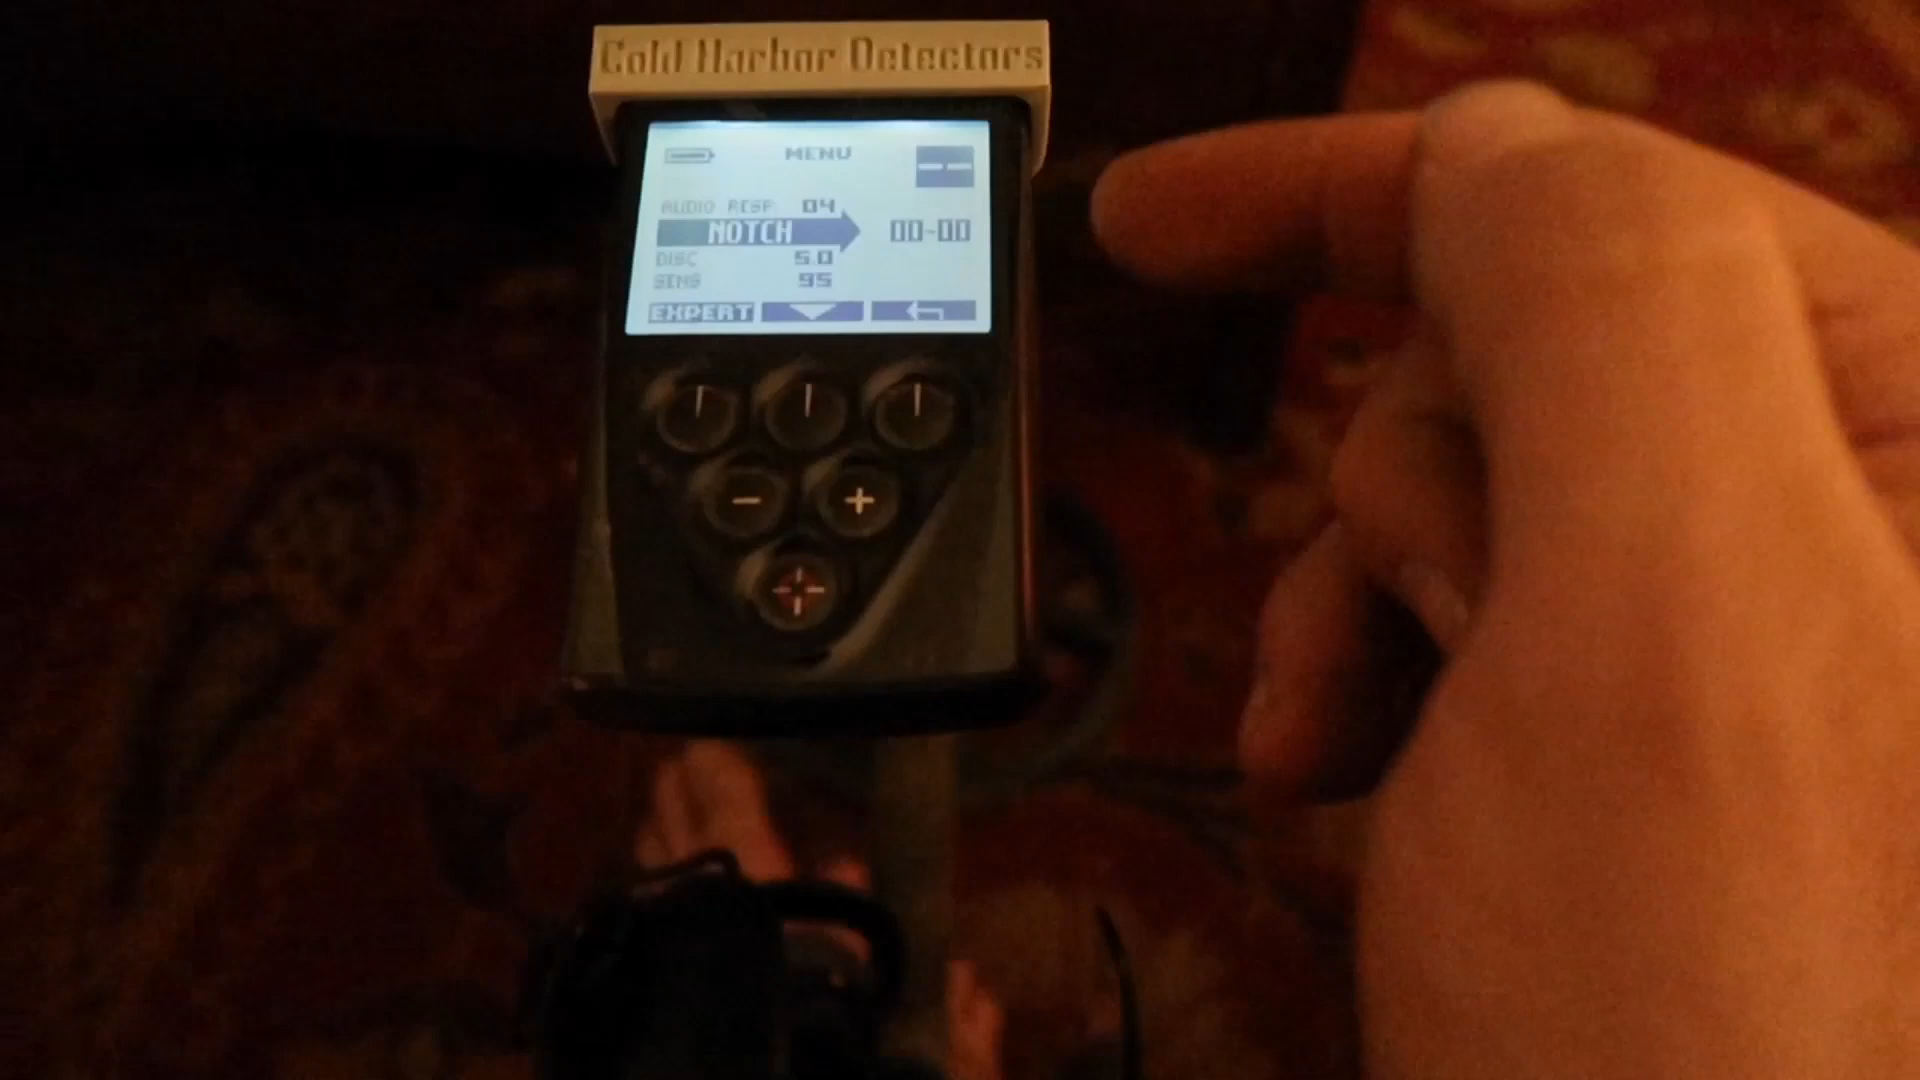 Cold Harbor Detectors
MENU
--
AUDIO RESP. 04
NOTCH 00-00
DISC 5.0
SENS 95
EXPERT
- +